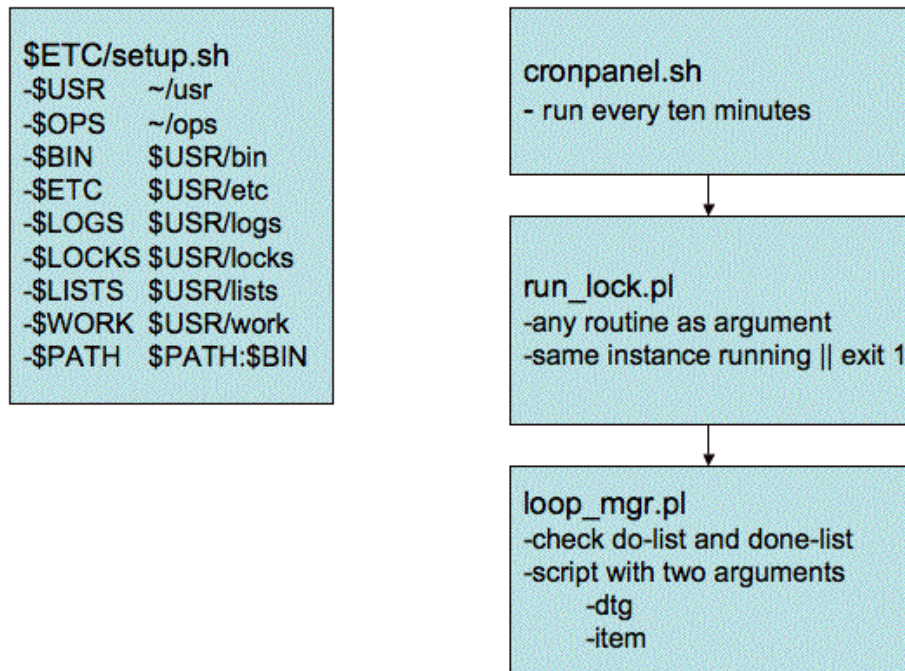 $ETC/setup.sh
-$USR ~/usr
-$OPS ~/ops
-$BIN $USR/bin
-$ETC $USR/etc
-$LOGS $USR/logs
-$LOCKS $USR/locks
-$LISTS $USR/lists
-$WORK $USR/work
-$PATH $PATH:$BIN
cronpanel.sh
- run every ten minutes
run_lock.pl
-any routine as argument
-same instance running || exit 1
loop_mgr.pl
-check do-list and done-list
-script with two arguments
-dtg
-item